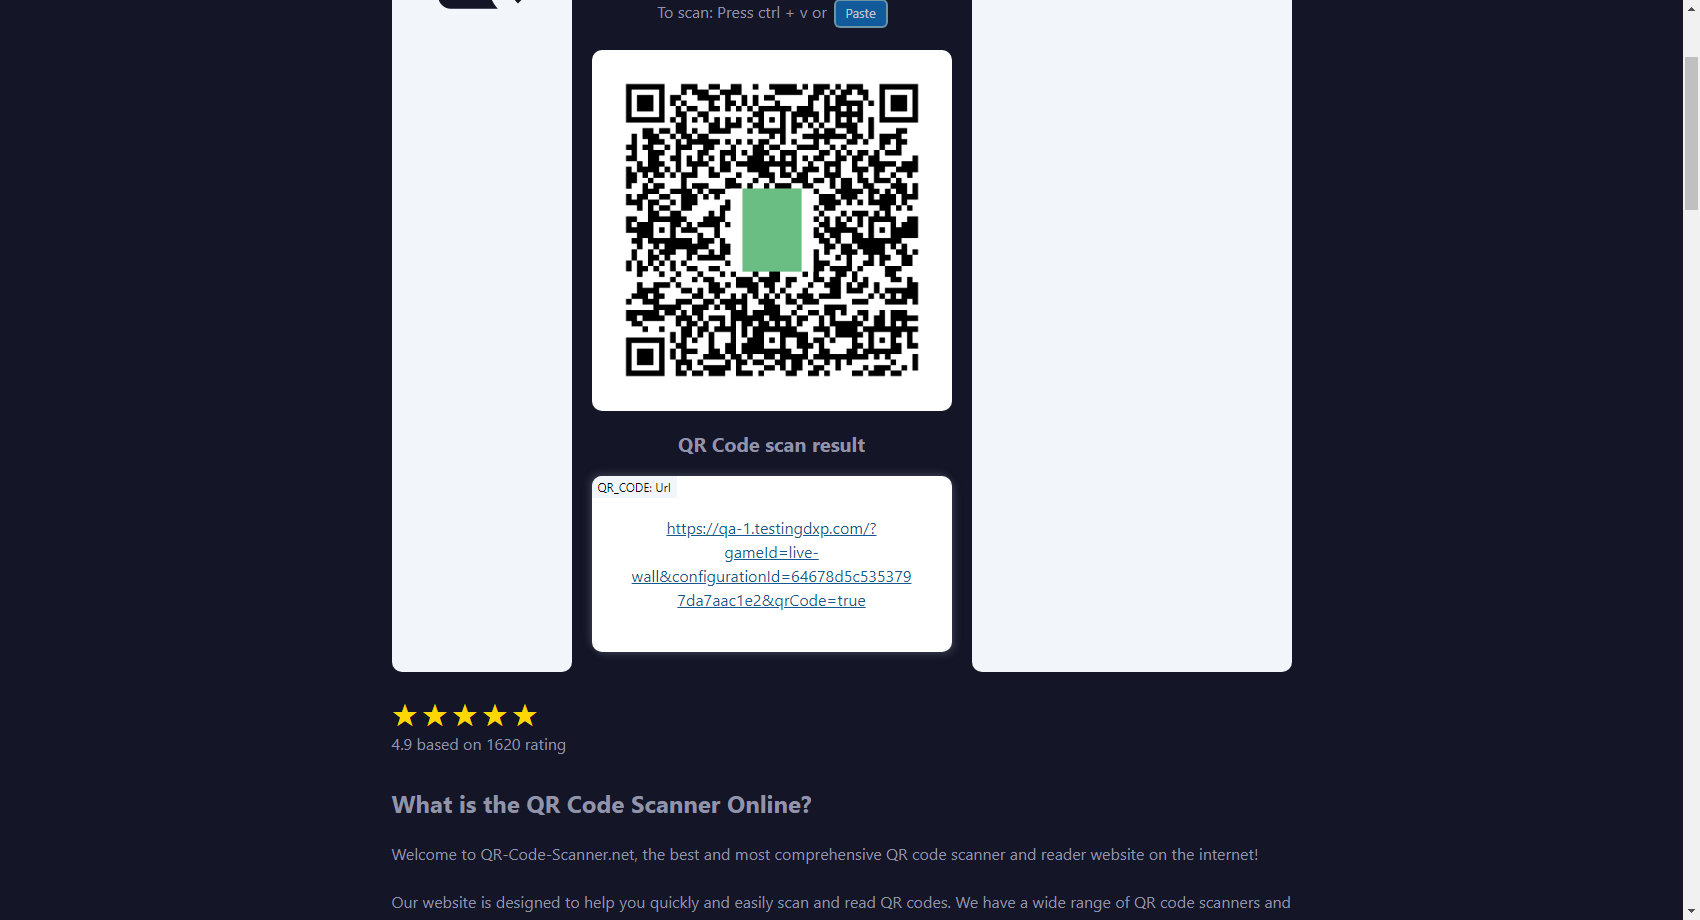 To scan: Press ctrl + v or Paste
QR Code scan result
QR_CODE: Url
https://qa-1.testingdxp.com/?
gameId=live-
wall&configurationId=64678d5c535379
7da7aac1e2&qrCode=true
4.9 based on 1620 rating
What is the QR Code Scanner Online?
Welcome to QR-Code-Scanner.net, the best and most comprehensive QR code scanner and reader website on the internet!
Our website is designed to help you quickly and easily scan and read QR codes. We have a wide range of QR code scanners and